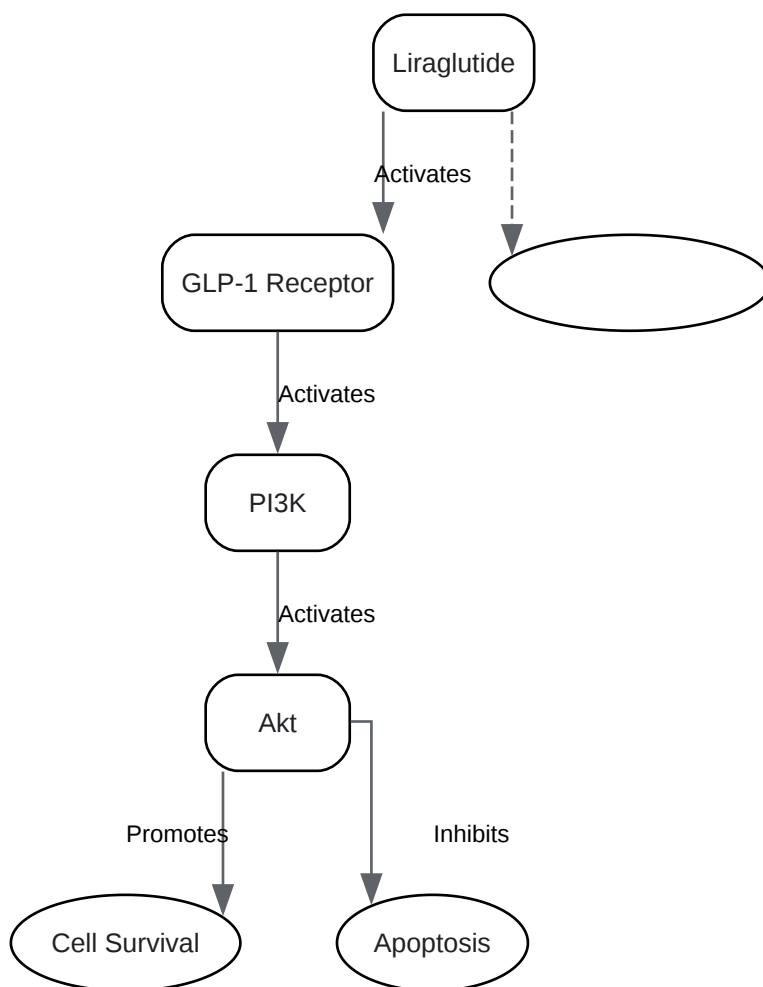 Liraglutide
Activates
GLP-1 Receptor
Activates
PI3K
Activates
Akt
Promotes
Inhibits
Cell Survival
Apoptosis